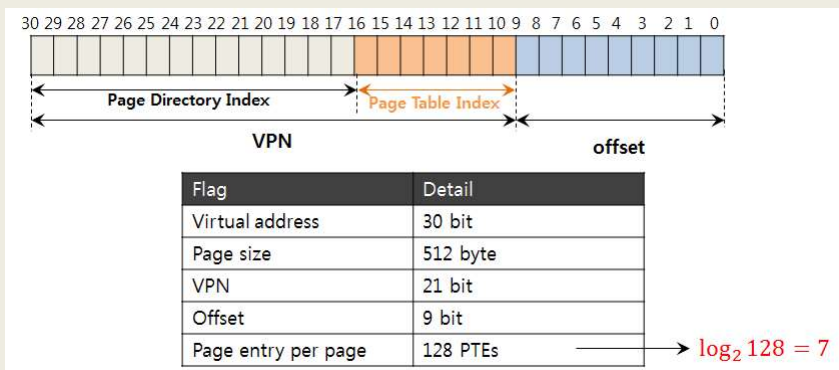 30 29 28 27 26 25 24 23 22 21 20 19 18 17 16 15 14 13 12 11 10 9 8 7 6 5 4 3 2 1 0
Page Directory Index
Page Table Index
VPN
offset
Flag Detail
Virtual address 30 bit
Page size 512 byte
VPN 21 bit
Offset 9 bit
Page entry per page 128 PTEs
log₂ 128 = 7